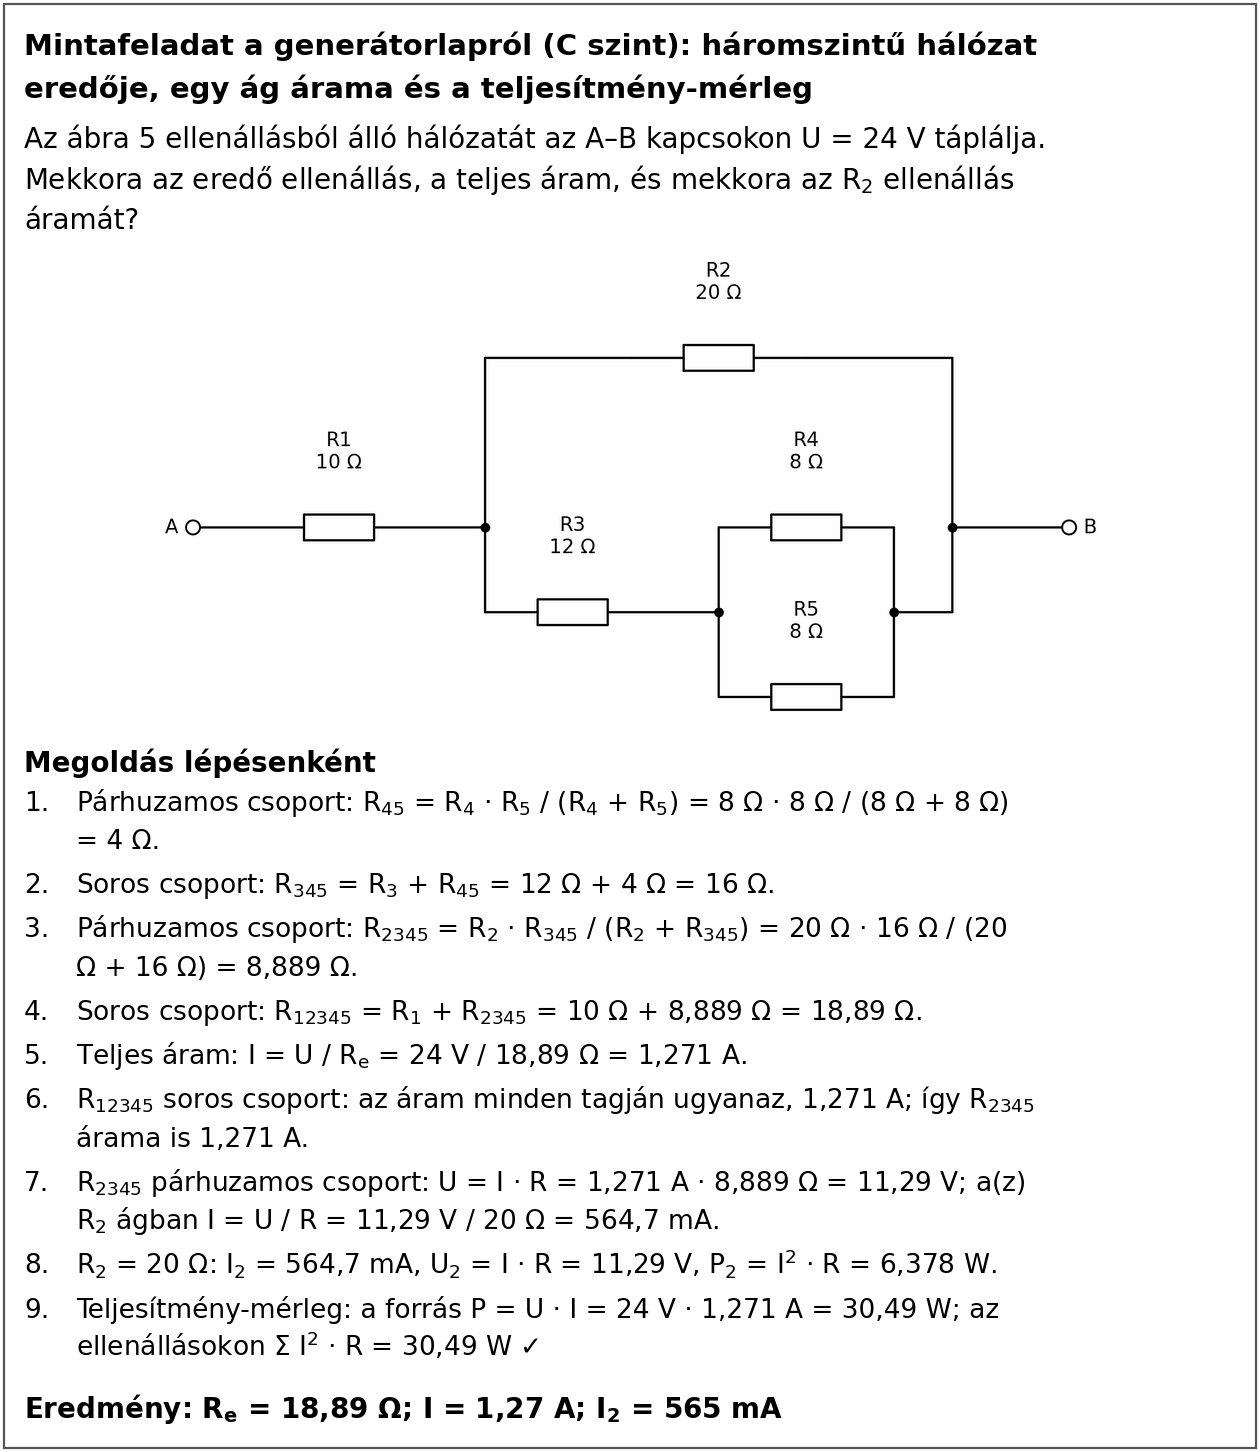 Mintafeladat a generátorlapról (C szint): háromszintű hálózat
eredője, egy ág árama és a teljesítmény-mérleg
Az ábra 5 ellenállásból álló hálózatát az A–B kapcsokon U = 24 V táplálja.
Mekkora az eredő ellenállás, a teljes áram, és mekkora az R₂ ellenállás
áramát?
R2
20 Ω
R1
10 Ω
R4
8 Ω
A
R3
12 Ω
B
R5
8 Ω
Megoldás lépésenként
1. Párhuzamos csoport: R₄₅ = R₄ · R₅ / (R₄ + R₅) = 8 Ω · 8 Ω / (8 Ω + 8 Ω)
= 4 Ω.
2. Soros csoport: R₃₄₅ = R₃ + R₄₅ = 12 Ω + 4 Ω = 16 Ω.
3. Párhuzamos csoport: R₂₃₄₅ = R₂ · R₃₄₅ / (R₂ + R₃₄₅) = 20 Ω · 16 Ω / (20
Ω + 16 Ω) = 8,889 Ω.
4. Soros csoport: R₁₂₃₄₅ = R₁ + R₂₃₄₅ = 10 Ω + 8,889 Ω = 18,89 Ω.
5. Teljes áram: I = U / Rₑ = 24 V / 18,89 Ω = 1,271 A.
6. R₁₂₃₄₅ soros csoport: az áram minden tagján ugyanaz, 1,271 A; így R₂₃₄₅
árama is 1,271 A.
7. R₂₃₄₅ párhuzamos csoport: U = I · R = 1,271 A · 8,889 Ω = 11,29 V; a(z)
R₂ ágban I = U / R = 11,29 V / 20 Ω = 564,7 mA.
8. R₂ = 20 Ω: I₂ = 564,7 mA, U₂ = I · R = 11,29 V, P₂ = I² · R = 6,378 W.
9. Teljesítmény-mérleg: a forrás P = U · I = 24 V · 1,271 A = 30,49 W; az
ellenállásokon Σ I² · R = 30,49 W ✓
Eredmény: Rₑ = 18,89 Ω; I = 1,27 A; I₂ = 565 mA